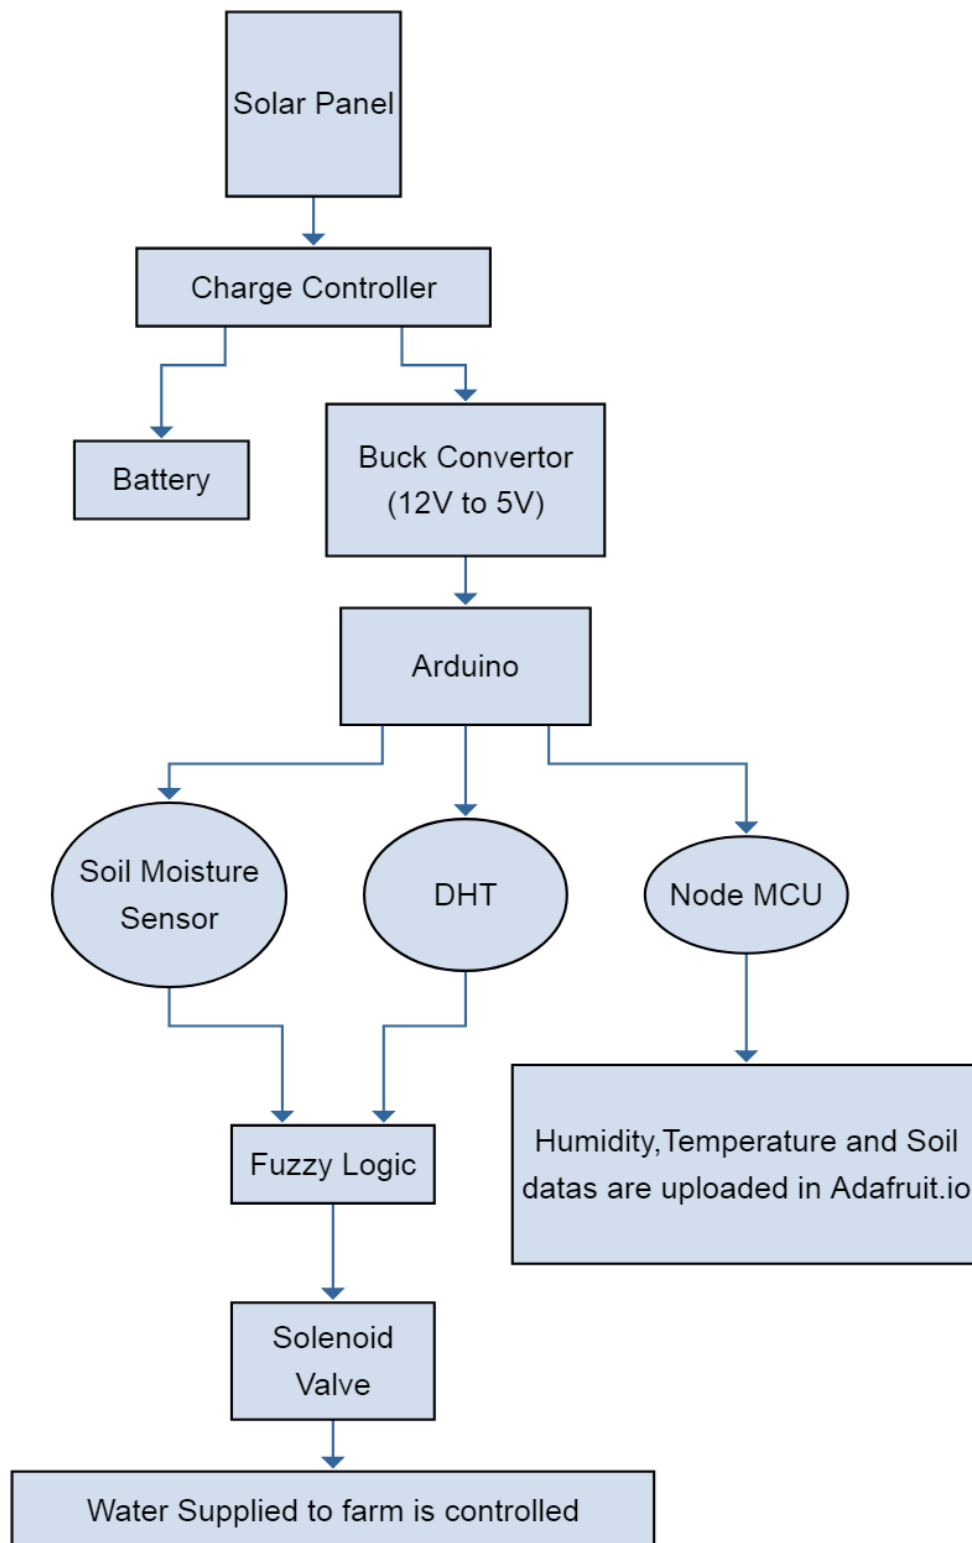 Solar Panel
Charge Controller
Battery
Buck Convertor
(12V to 5V)
Arduino
Soil Moisture
Sensor
DHT
Node MCU
Fuzzy Logic
Humidity,Temperature and Soil
datas are uploaded in Adafruit.io
Solenoid
Valve
Water Supplied to farm is controlled